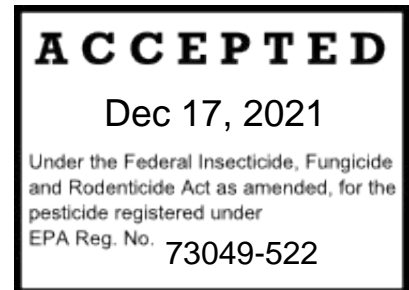 ACCEPTED
Dec 17, 2021
Under the Federal Insecticide, Fungicide
and Rodenticide Act as amended, for the
pesticide registered under
EPA Reg. No. 73049-522